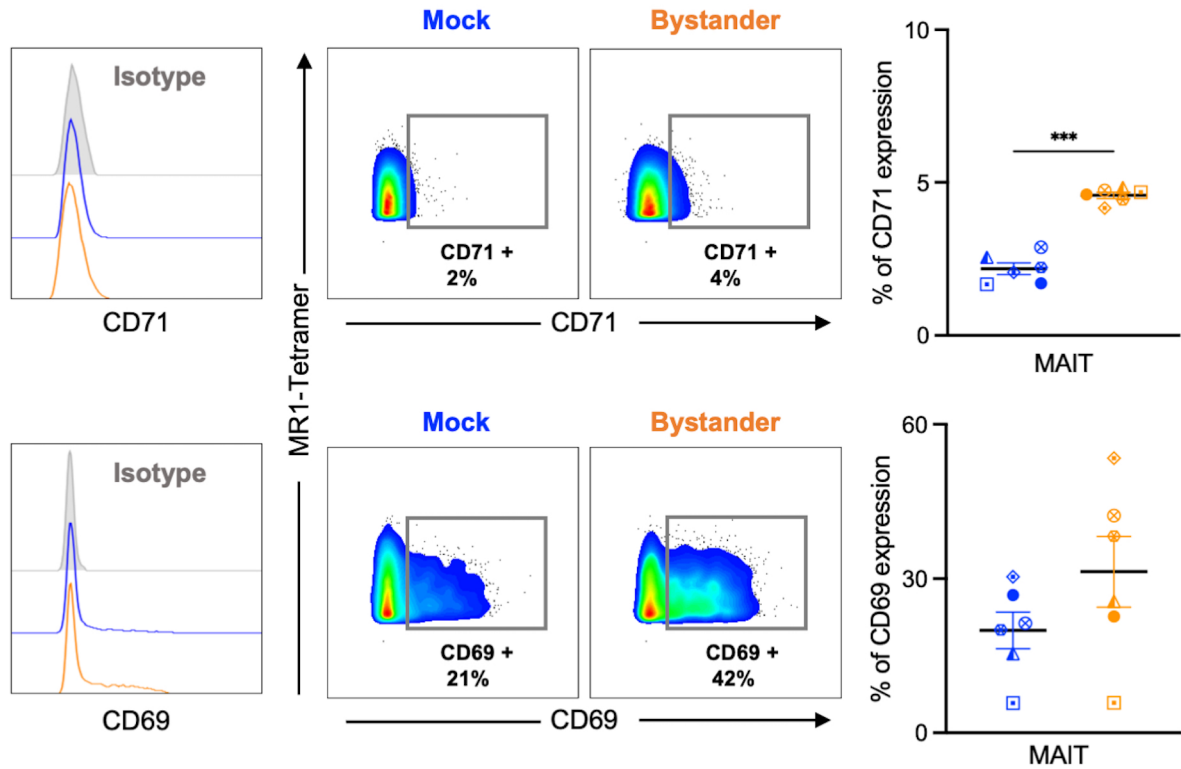 Mock
Bystander
Isotype
CD71
MR1-Tetramer
CD71 +
2%
CD71 +
4%
CD71
% of CD71 expression
10
5
0
***
MAIT
Mock
Bystander
Isotype
CD69
CD69 +
21%
CD69 +
42%
CD69
% of CD69 expression
60
30
0
MAIT